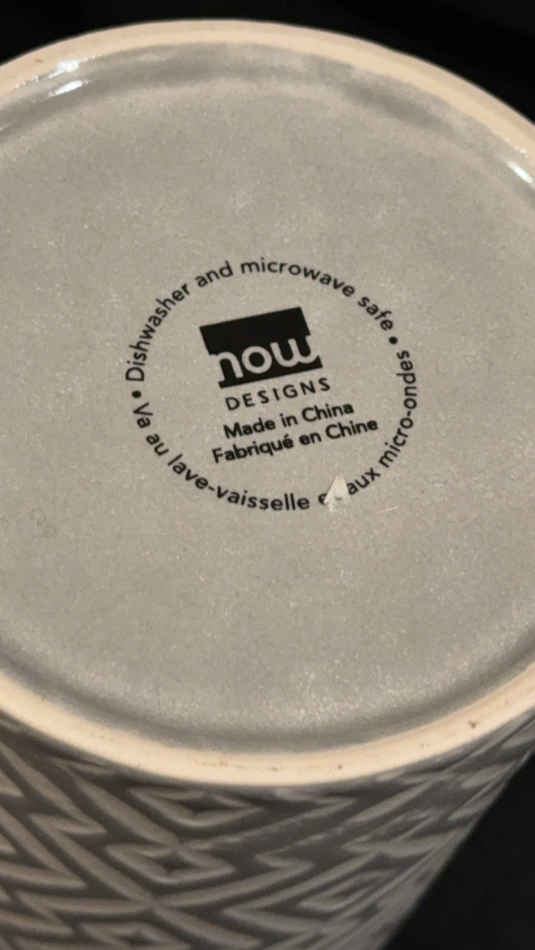 • Dishwasher and microwave safe •
now
DESIGNS
Made in China
Fabriqué en Chine
Va au lave-vaisselle aux micro-ondes